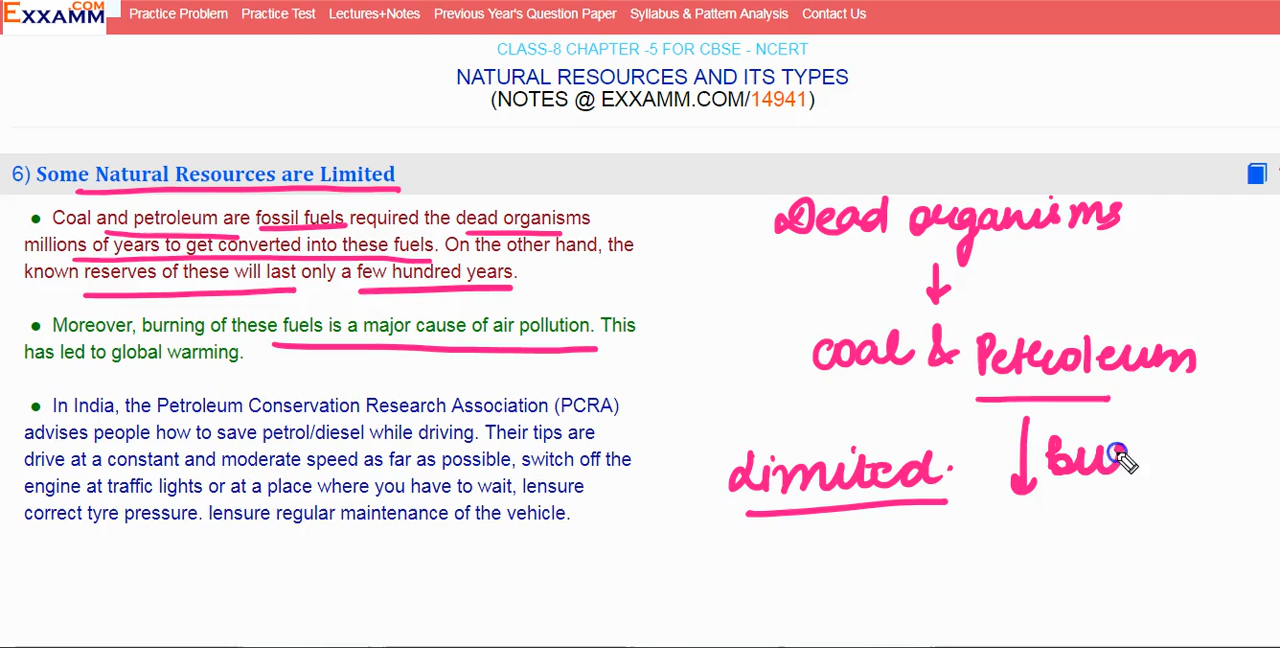 EXXAMM.COM
Practice Problem Practice Test Lectures+Notes Previous Year's Question Paper Syllabus & Pattern Analysis Contact Us
CLASS-8 CHAPTER -5 FOR CBSE - NCERT
NATURAL RESOURCES AND ITS TYPES
(NOTES @ EXXAMM.COM/14941)
6) Some Natural Resources are Limited
● Coal and petroleum are fossil fuels required the dead organisms
millions of years to get converted into these fuels. On the other hand, the
known reserves of these will last only a few hundred years.
● Moreover, burning of these fuels is a major cause of air pollution. This
has led to global warming.
● In India, the Petroleum Conservation Research Association (PCRA)
advises people how to save petrol/diesel while driving. Their tips are
drive at a constant and moderate speed as far as possible, switch off the
engine at traffic lights or at a place where you have to wait, lensure
correct tyre pressure. lensure regular maintenance of the vehicle.
Dead organisms
↓
Coal & Petroleum
Limited. ↓ Bu